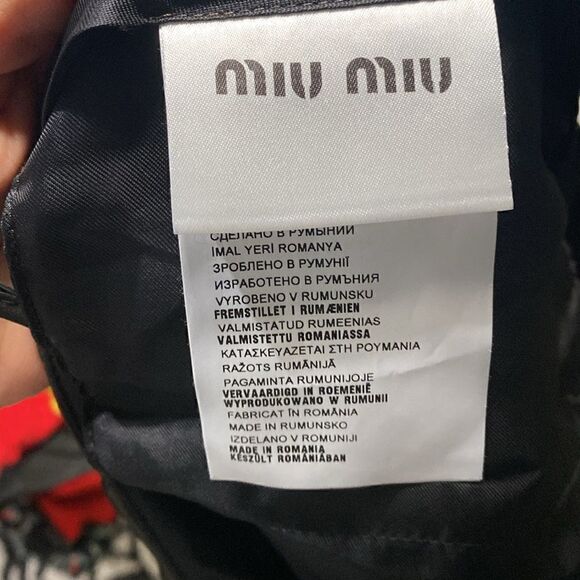 miu miu
СДЕЛАНО В РУМЫНИИ
IMAL YERI ROMANYA
ЗРОБЛЕНО В РУМУНІЇ
ИЗРАБОТЕНО В РУМЪНИЯ
VYROBENO V RUMUNSKU
FREMSTILLET I RUMÆNIEN
VALMISTATUD RUMEENIAS
VALMISTETTU ROMANIASSA
ΚΑΤΑΣΚΕΥΑΖΕΤΑΙ ΣΤΗ ΡΟΥΜΑΝΙΑ
RAŽOTS RUMĀNIJĀ
PAGAMINTA RUMUNIJOJE
VERVAARDIGD IN ROEMENIË
WYPRODUKOWANO W RUMUNII
FABRICAT ÎN ROMÂNIA
MADE IN RUMUNSKO
IZDELANO V ROMUNIJI
MADE IN ROMANIA
KÉSZÜLT ROMÁNIÁBAN